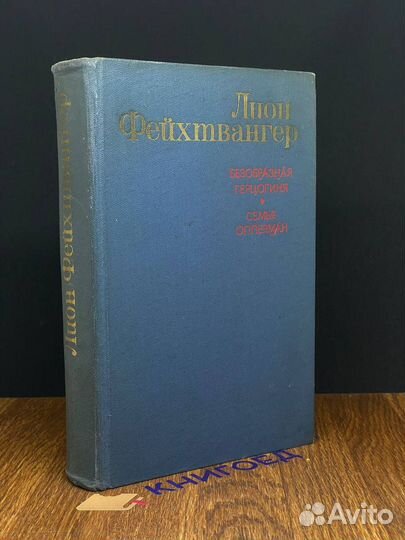 Лион
Фейхтвангер
БЕЗОБРАЗНАЯ
ГЕРЦОГИНЯ
СЕМЬЯ
ОППЕРМАН
Лион Фейхтвангер
КНИГОЕД
Avito